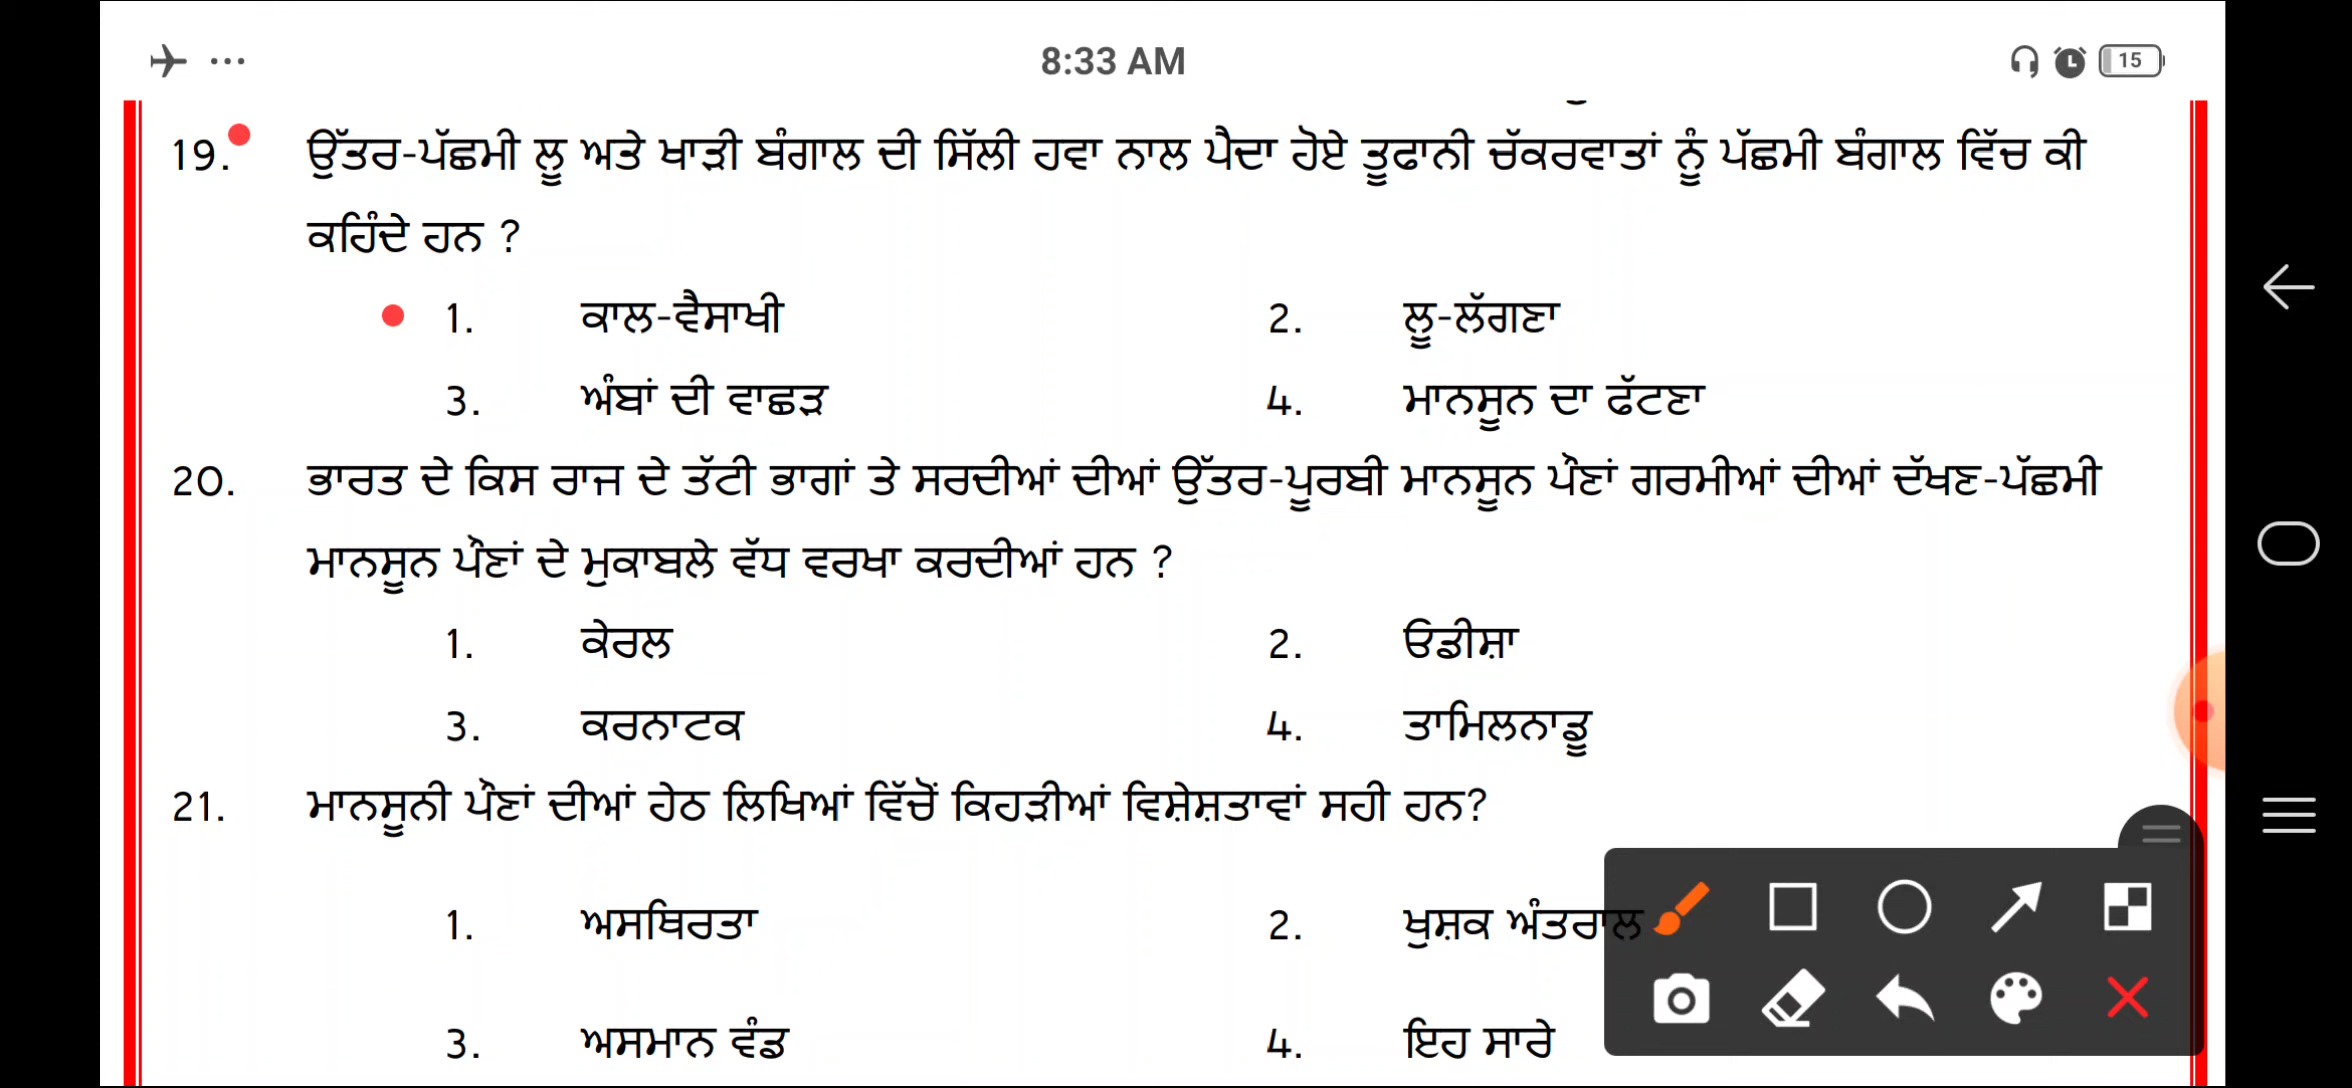 8:33 AM
15
19. ਉੱਤਰ-ਪੱਛਮੀ ਲੂ ਅਤੇ ਖਾੜੀ ਬੰਗਾਲ ਦੀ ਸਿੱਲੀ ਹਵਾ ਨਾਲ ਪੈਦਾ ਹੋਏ ਤੂਫਾਨੀ ਚੱਕਰਵਾਤਾਂ ਨੂੰ ਪੱਛਮੀ ਬੰਗਾਲ ਵਿੱਚ ਕੀ
ਕਹਿੰਦੇ ਹਨ ?
1. ਕਾਲ-ਵੈਸਾਖੀ 2. ਲੂ-ਲੱਗਣਾ
3. ਅੰਬਾਂ ਦੀ ਵਾਛੜ 4. ਮਾਨਸੂਨ ਦਾ ਫੱਟਣਾ
20. ਭਾਰਤ ਦੇ ਕਿਸ ਰਾਜ ਦੇ ਤੱਟੀ ਭਾਗਾਂ ਤੇ ਸਰਦੀਆਂ ਦੀਆਂ ਉੱਤਰ-ਪੂਰਬੀ ਮਾਨਸੂਨ ਪੌਣਾਂ ਗਰਮੀਆਂ ਦੀਆਂ ਦੱਖਣ-ਪੱਛਮੀ
ਮਾਨਸੂਨ ਪੌਣਾਂ ਦੇ ਮੁਕਾਬਲੇ ਵੱਧ ਵਰਖਾ ਕਰਦੀਆਂ ਹਨ ?
1. ਕੇਰਲ 2. ਓਡੀਸ਼ਾ
3. ਕਰਨਾਟਕ 4. ਤਾਮਿਲਨਾਡੂ
21. ਮਾਨਸੂਨੀ ਪੌਣਾਂ ਦੀਆਂ ਹੇਠ ਲਿਖਿਆਂ ਵਿੱਚੋਂ ਕਿਹੜੀਆਂ ਵਿਸ਼ੇਸ਼ਤਾਵਾਂ ਸਹੀ ਹਨ?
1. ਅਸਥਿਰਤਾ 2. ਖੁਸ਼ਕ ਅੰਤਰਾਲ
3. ਅਸਮਾਨ ਵੰਡ 4. ਇਹ ਸਾਰੇ